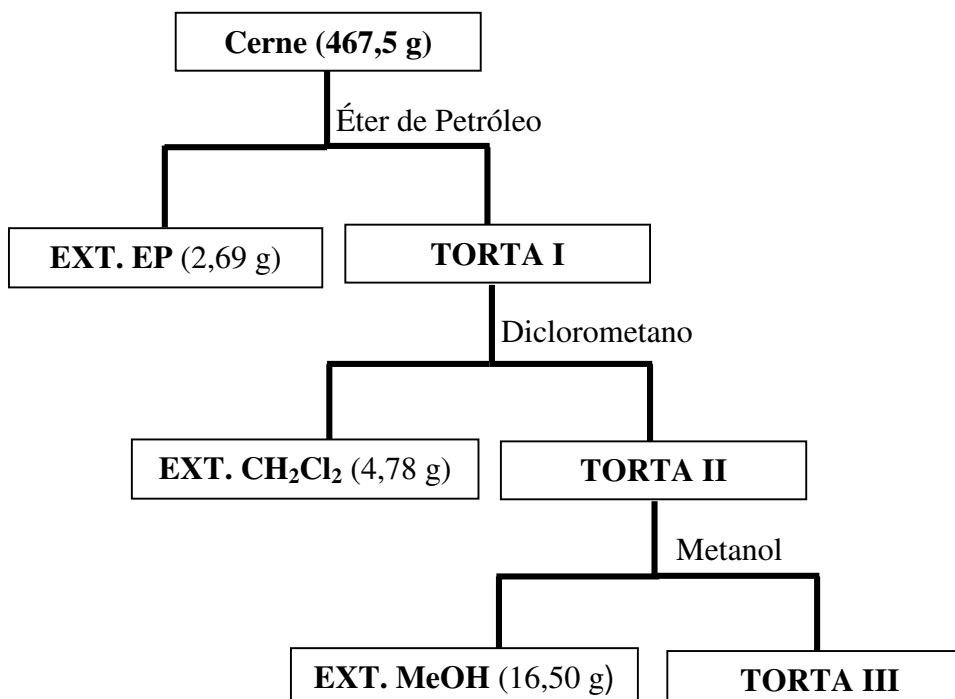 Cerne (467,5 g)
Éter de Petróleo
EXT. EP (2,69 g)
TORTA I
Diclorometano
EXT. CH₂Cl₂ (4,78 g)
TORTA II
Metanol
EXT. MeOH (16,50 g)
TORTA III